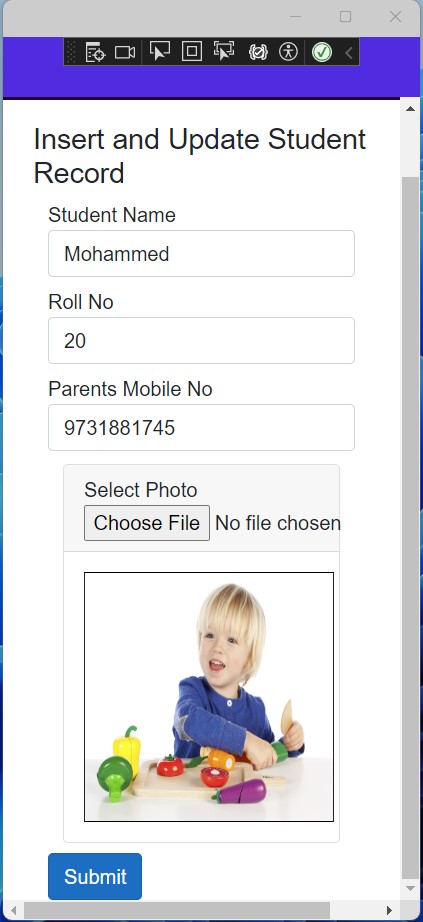 Insert and Update Student
Record
Student Name
Mohammed
Roll No
20
Parents Mobile No
9731881745
Select Photo
Choose File No file chosen
Submit